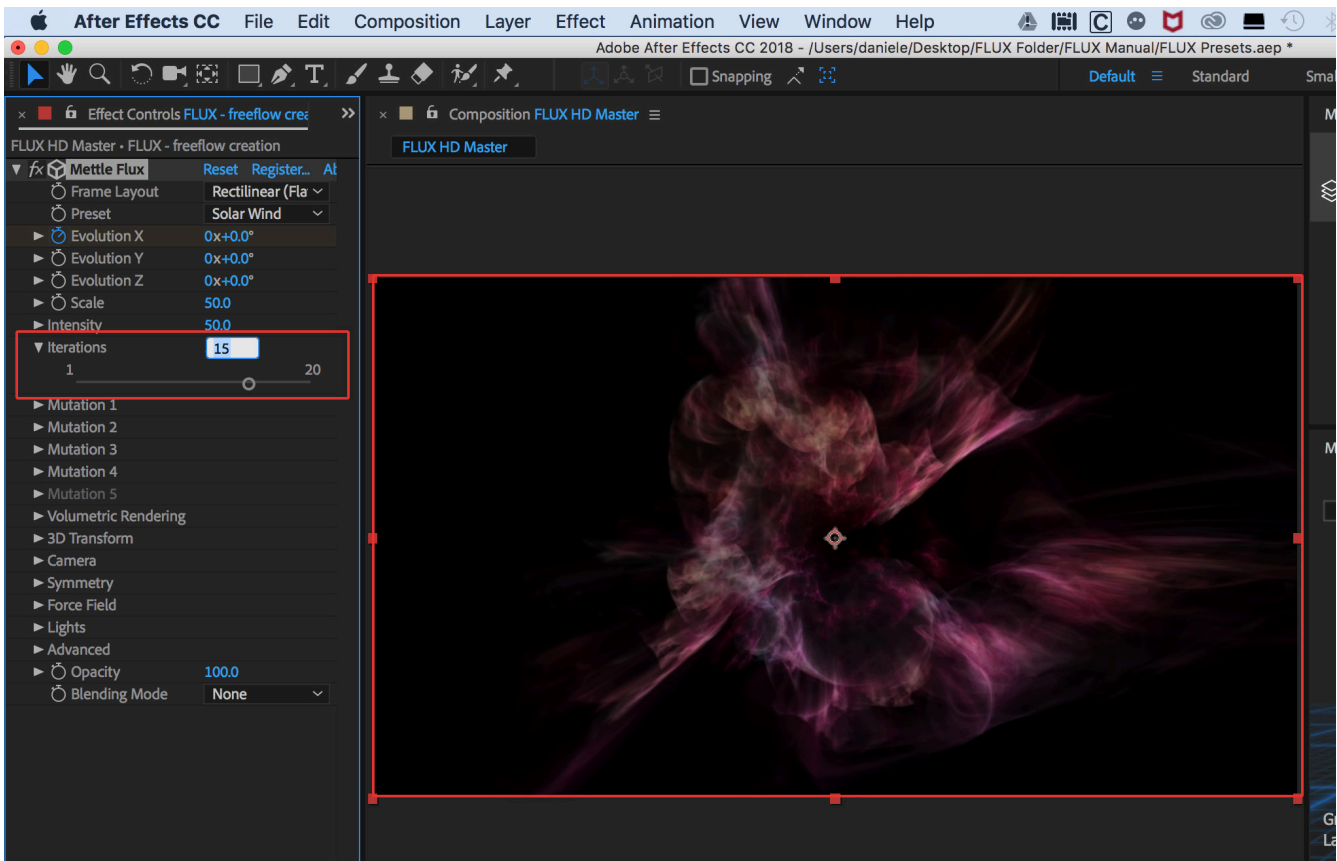 After Effects CC File Edit Composition Layer Effect Animation View Window Help
Adobe After Effects CC 2018 - /Users/daniele/Desktop/FLUX Folder/FLUX Manual/FLUX Presets.aep *
Snapping Default Standard Smal
Effect Controls FLUX - freeflow crea
Composition FLUX HD Master
M
FLUX HD Master • FLUX - freeflow creation
FLUX HD Master
fx Mettle Flux Reset Register... Ab
Frame Layout Rectilinear (Fla
Preset Solar Wind
Evolution X 0x+0.0°
Evolution Y 0x+0.0°
Evolution Z 0x+0.0°
Scale 50.0
Intensity 50.0
Iterations 15
1 20
Mutation 1
Mutation 2
Mutation 3
M
Mutation 4
Mutation 5
Volumetric Rendering
3D Transform
Camera
Symmetry
Force Field
Lights
Advanced
Opacity 100.0
Blending Mode None
Gr
La